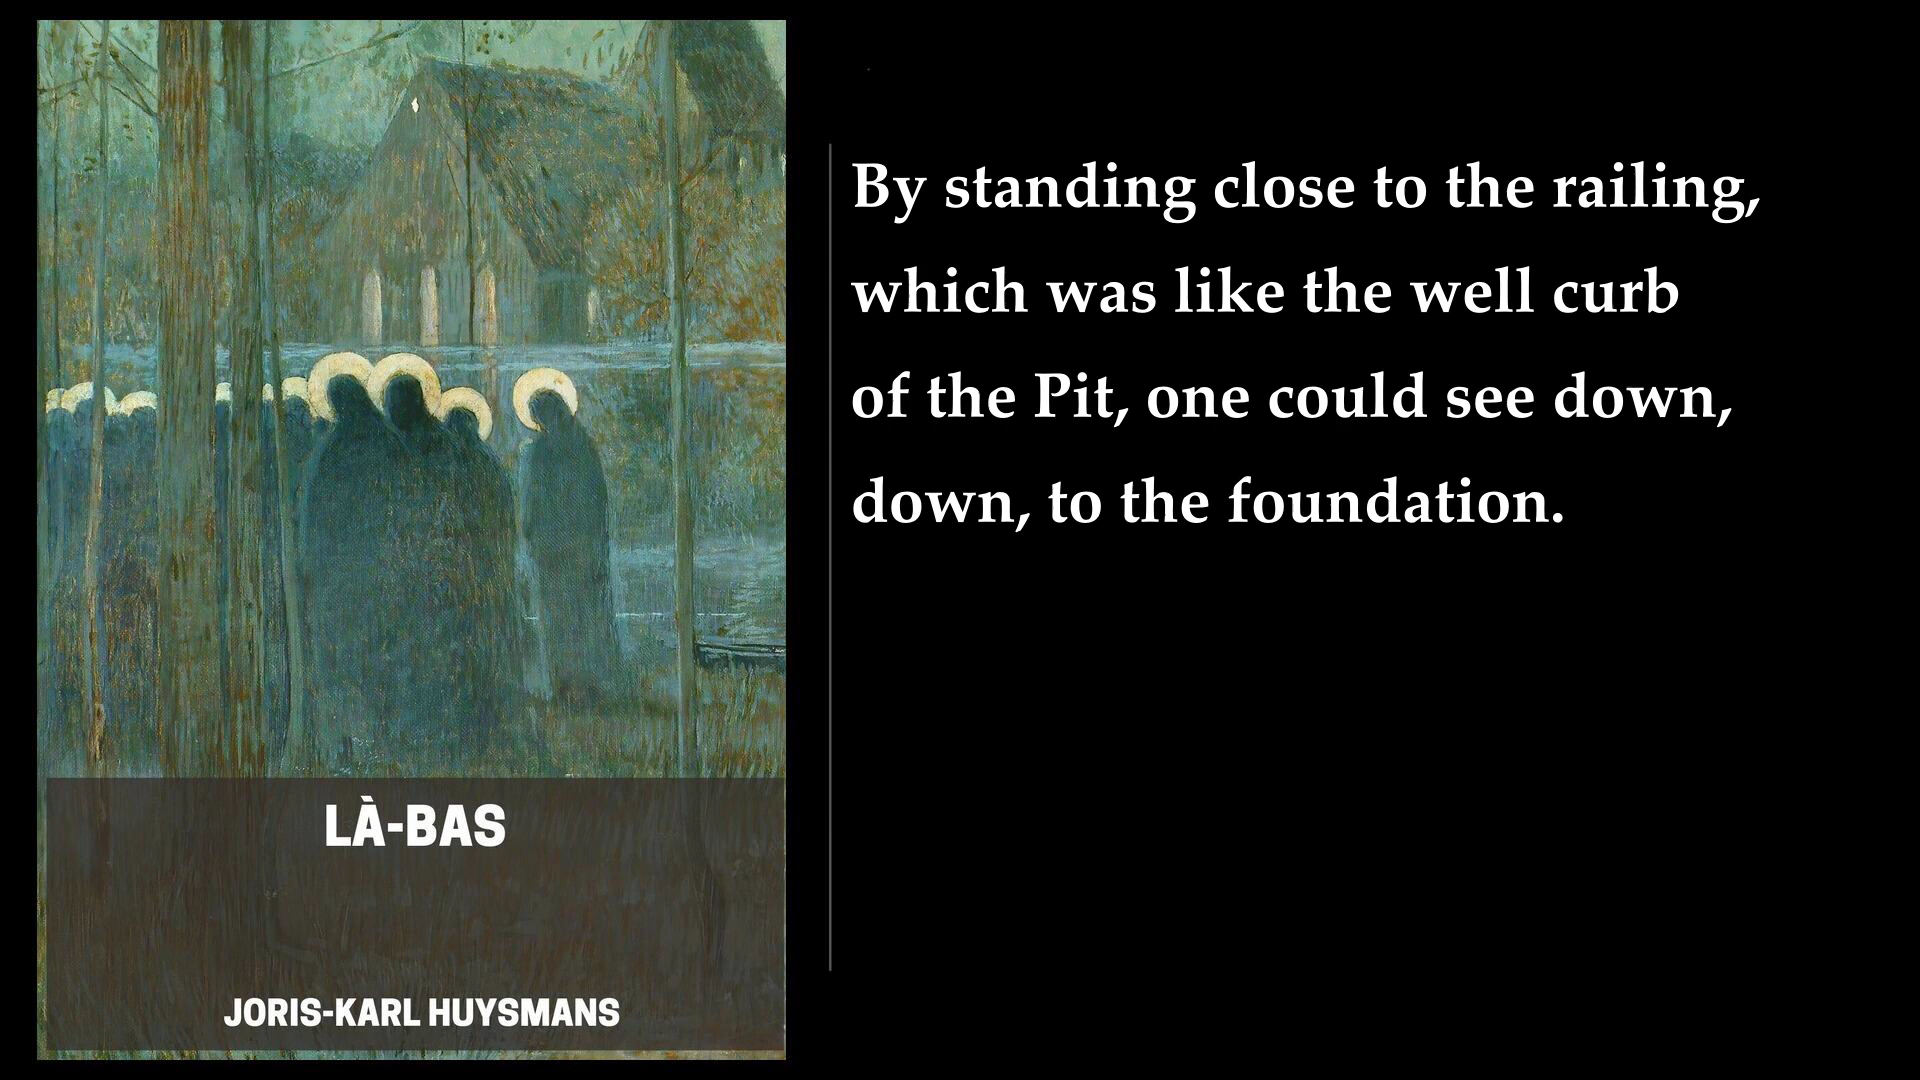 LÀ-BAS
JORIS-KARL HUYSMANS
By standing close to the railing,
which was like the well curb
of the Pit, one could see down,
down, to the foundation.